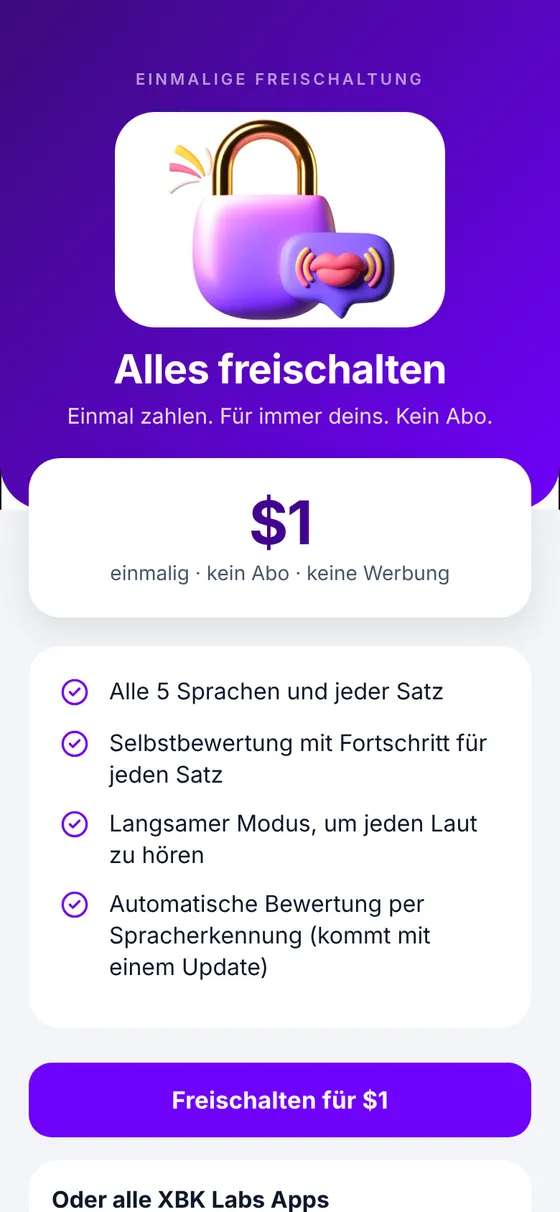 EINMALIGE FREISCHALTUNG
Alles freischalten
Einmal zahlen. Für immer deins. Kein Abo.
$1
einmalig · kein Abo · keine Werbung
Alle 5 Sprachen und jeder Satz
Selbstbewertung mit Fortschritt für
jeden Satz
Langsamer Modus, um jeden Laut
zu hören
Automatische Bewertung per
Spracherkennung (kommt mit
einem Update)
Freischalten für $1
Oder alle XBK Labs Apps